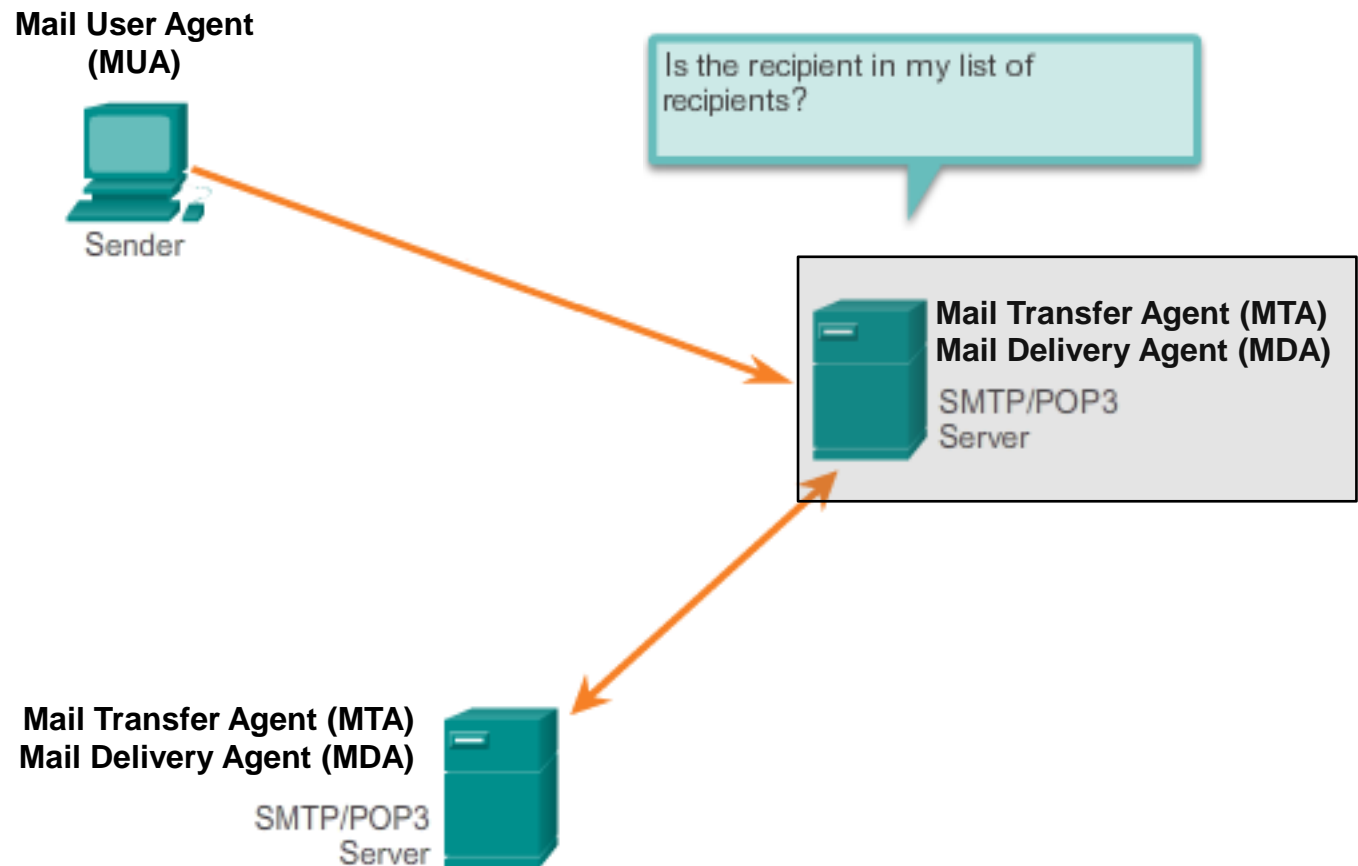 Mail User Agent
(MUA)
Is the recipient in my list of
recipients?
Sender
Mail Transfer Agent (MTA)
Mail Delivery Agent (MDA)
SMTP/POP3
Server
Mail Transfer Agent (MTA)
Mail Delivery Agent (MDA)
SMTP/POP3
Server